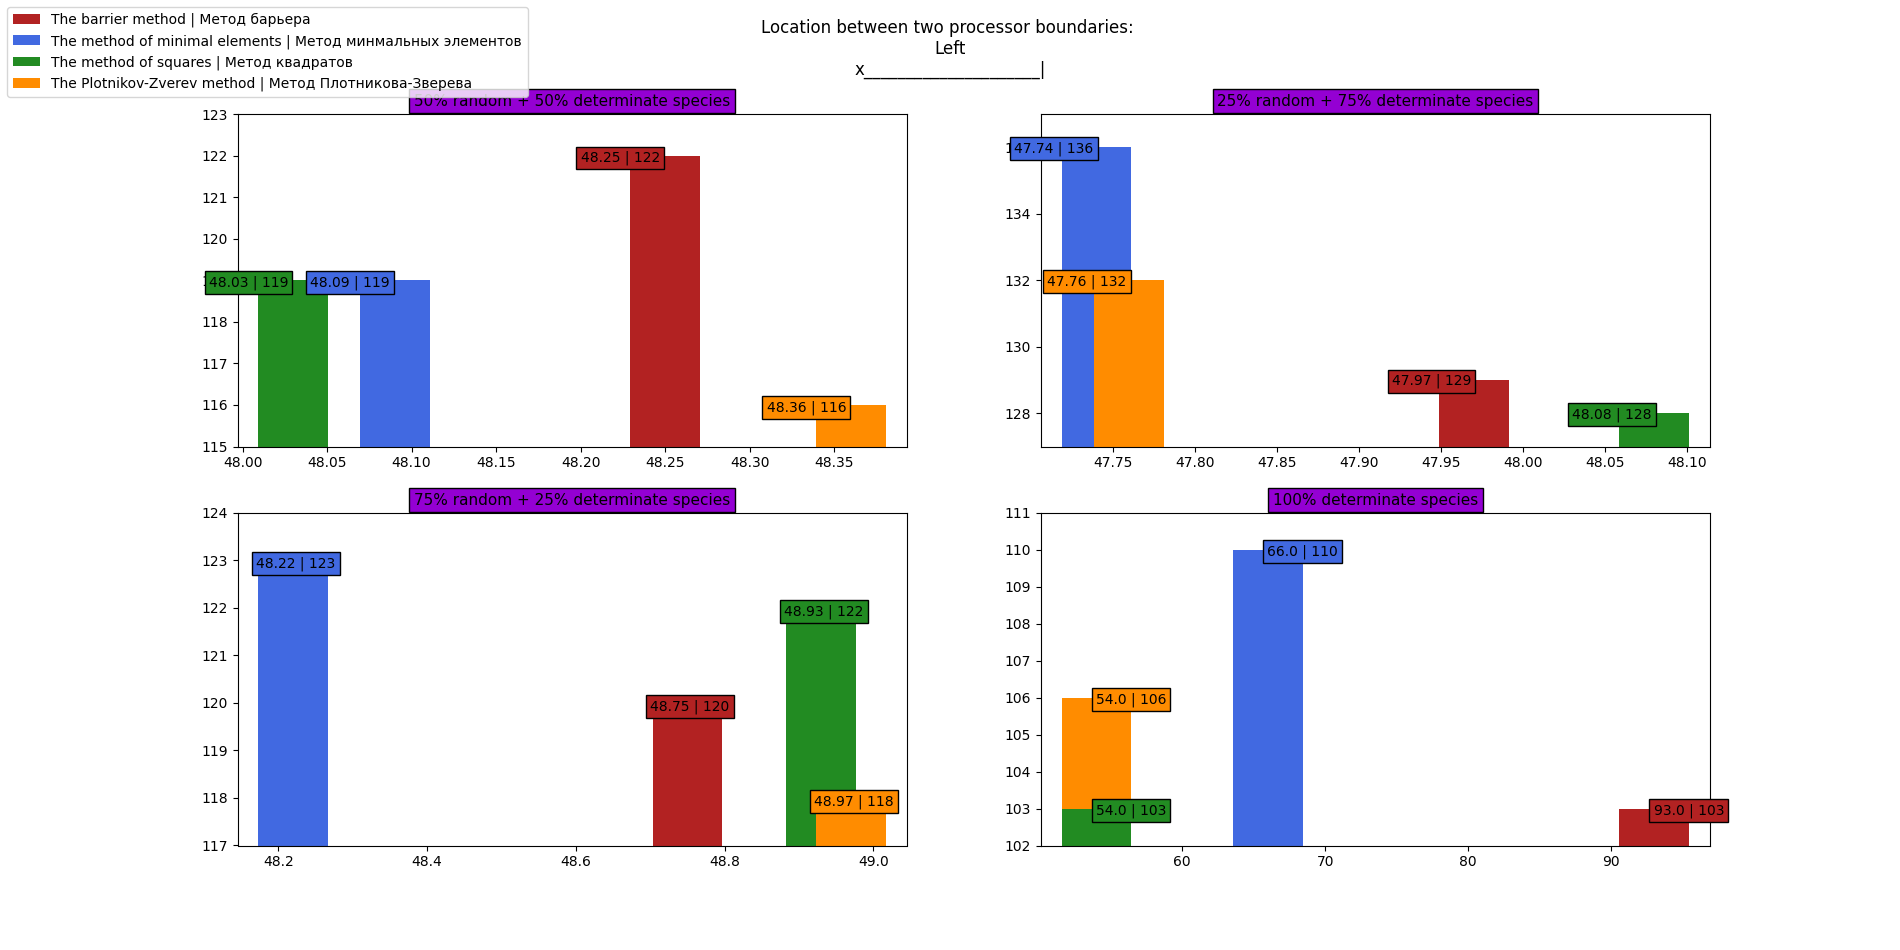 The barrier method | Метод барьера
The method of minimal elements | Метод минмальных элементов
The method of squares | Метод квадратов
The Plotnikov-Zverev method | Метод Плотникова-Зверева
Location between two processor boundaries:
Left
x_____________________|
50% random + 50% determinate species
123
122
121
120
118
117
116
115
48.03 | 119
48.09 | 119
48.25 | 122
48.36 | 116
48.00 48.05 48.10 48.15 48.20 48.25 48.30 48.35
25% random + 75% determinate species
134
132
130
128
47.74 | 136
47.76 | 132
47.97 | 129
48.08 | 128
47.75 47.80 47.85 47.90 47.95 48.00 48.05 48.10
75% random + 25% determinate species
124
123
122
121
120
119
118
117
48.22 | 123
48.75 | 120
48.93 | 122
48.97 | 118
48.2 48.4 48.6 48.8 49.0
100% determinate species
111
110
109
108
107
106
105
104
103
102
66.0 | 110
54.0 | 106
54.0 | 103
93.0 | 103
60 70 80 90